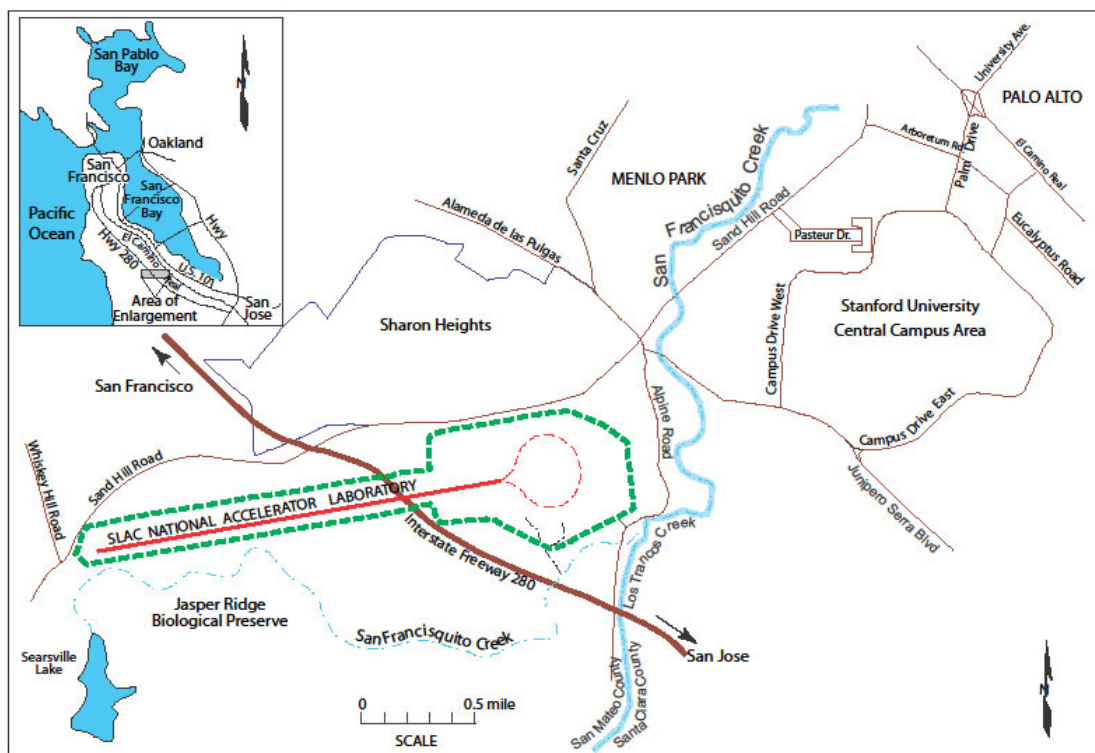 San Pablo
Bay
N
Oakland
San
Francisco
San
Francisco
Bay
Pacific
Ocean
Hwy
Hwy 280
El Camino
Real
U.S. 101
Area of
Enlargement
San
Jose
University Ave.
PALO ALTO
Santa Cruz
MENLO PARK
San Francisquito Creek
Arboretum Rd
Palm Drive
El Camino Real
Alameda de las Pulgas
Sand Hill Road
Pasteur Dr.
Eucalyptus Road
Sharon Heights
Campus Drive West
Stanford University
Central Campus Area
San Francisco
Alpine Road
Campus Drive East
Whiskey Hill Road
Sand Hill Road
SLAC NATIONAL ACCELERATOR LABORATORY
Junipero Serra Blvd
Interstate Freeway 280
Los Trancos Creek
Jasper Ridge
Biological Preserve
San Francisquito Creek
Searsville
Lake
San Jose
San Mateo County
Santa Clara County
0
0.5 mile
SCALE
N